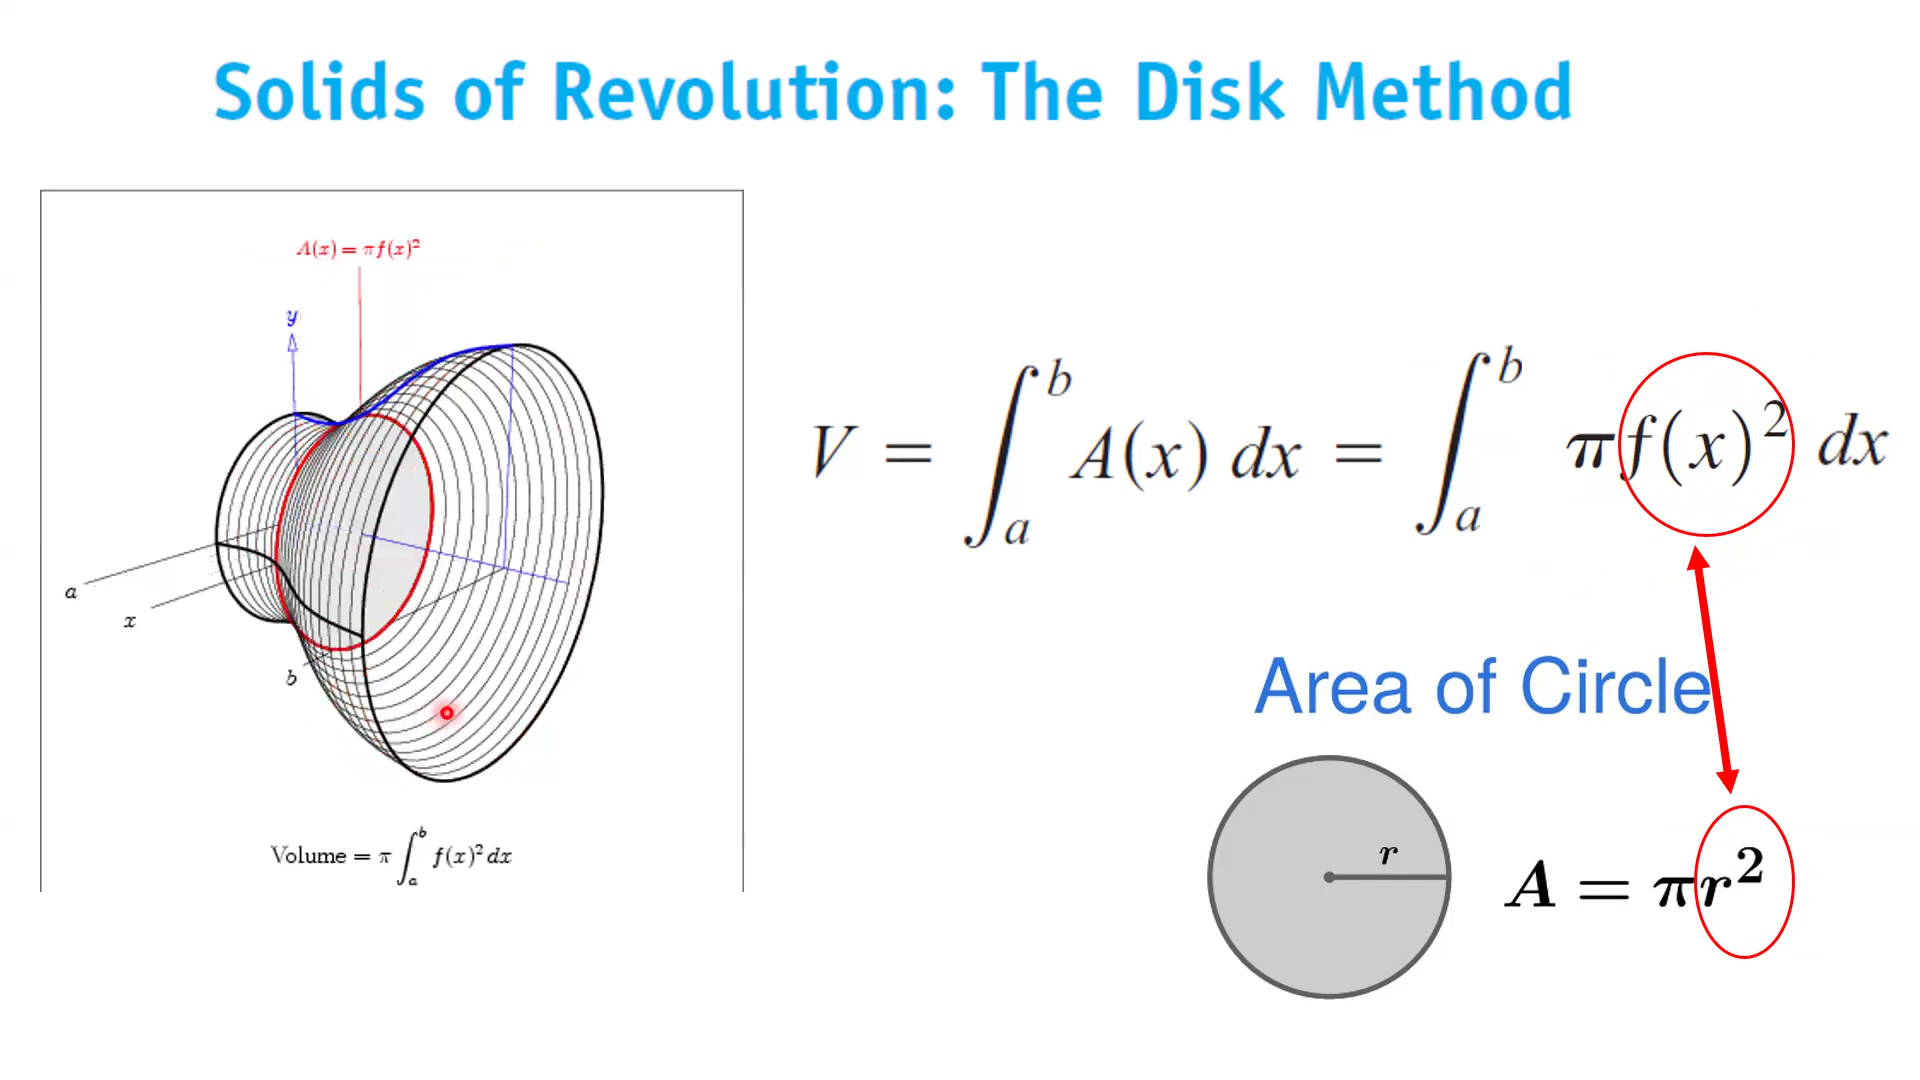 Solids of Revolution: The Disk Method
A(x) = πf(x)²
y
a
x
b
Volume = π ∫_a^b f(x)² dx
V = ∫_a^b A(x) dx = ∫_a^b πf(x)² dx
Area of Circle
r
A = πr²